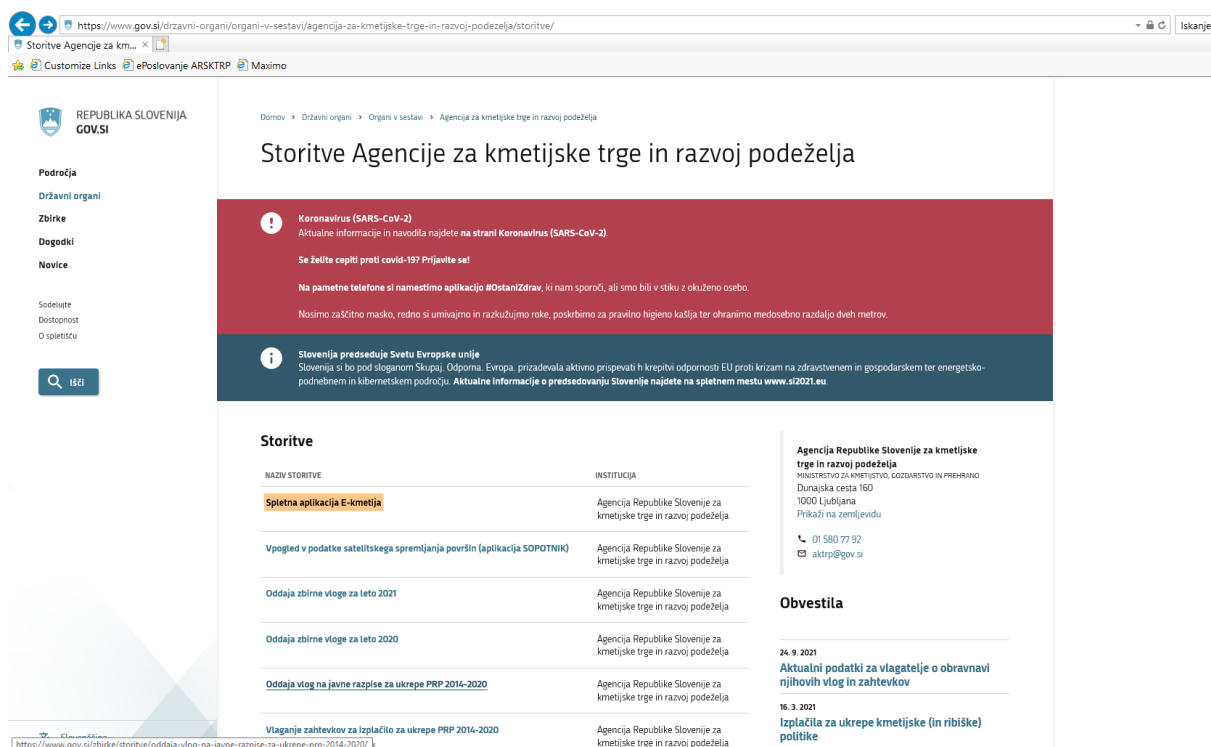 https://www.gov.si/drzavni-organi/organi-v-sestavi/agencija-za-kmetijske-trge-in-razvoj-podezelja/storitve/
Iskanje
Storitve Agencije za km...
Customize Links
ePoslovanje ARSKTRP
Maximo
REPUBLIKA SLOVENIJA
GOV.SI
Področja
Državni organi
Zbirke
Dogodki
Novice
Sodelujte
Dostopnost
O spletišču
Išči
Domov › Državni organi › Organi v sestavi › Agencija za kmetijske trge in razvoj podeželja
Storitve Agencije za kmetijske trge in razvoj podeželja
Koronavirus (SARS-CoV-2)
Aktualne informacije in navodila najdete na strani Koronavirus (SARS-CoV-2).
Se želite cepiti proti covid-19? Prijavite se!
Na pametne telefone si namestimo aplikacijo #OstaniZdrav, ki nam sporoči, ali smo bili v stiku z okuženo osebo.
Nosimo zaščitno masko, redno si umivajmo in razkužujmo roke, poskrbimo za pravilno higieno kašlja ter ohranimo medosebno razdaljo dveh metrov.
Slovenija predseduje Svetu Evropske unije
Slovenija si bo pod sloganom Skupaj. Odporna. Evropa. prizadevala aktivno prispevati h krepitvi odpornosti EU proti krizam na zdravstvenem in gospodarskem ter energetsko-
podnebnem in kibernetskem področju. Aktualne informacije o predsedovanju Slovenije najdete na spletnem mestu www.si2021.eu.
Storitve
NAZIV STORITVE
INSTITUCIJA
Spletna aplikacija E-kmetija
Agencija Republike Slovenije za
kmetijske trge in razvoj podeželja
Vpogled v podatke satelitskega spremljanja površin (aplikacija SOPOTNIK)
Agencija Republike Slovenije za
kmetijske trge in razvoj podeželja
Oddaja zbirne vloge za leto 2021
Agencija Republike Slovenije za
kmetijske trge in razvoj podeželja
Oddaja zbirne vloge za leto 2020
Agencija Republike Slovenije za
kmetijske trge in razvoj podeželja
Oddaja vlog na javne razpise za ukrepe PRP 2014-2020
Agencija Republike Slovenije za
kmetijske trge in razvoj podeželja
Vlaganje zahtevkov za izplačilo za ukrepe PRP 2014-2020
Agencija Republike Slovenije za
kmetijske trge in razvoj podeželja
Agencija Republike Slovenije za kmetijske
trge in razvoj podeželja
MINISTRSTVO ZA KMETIJSTVO, GOZDARSTVO IN PREHRANO
Dunajska cesta 160
1000 Ljubljana
Prikaži na zemljevidu
01 580 77 92
aktrp@gov.si
Obvestila
24. 9. 2021
Aktualni podatki za vlagatelje o obravnavi
njihovih vlog in zahtevkov
16. 3. 2021
Izplačila za ukrepe kmetijske (in ribiške)
politike
Slovenščina
https://www.gov.si/zbirke/storitve/oddaja-vlog-na-javne-razpise-za-ukrepe-prp-2014-2020/